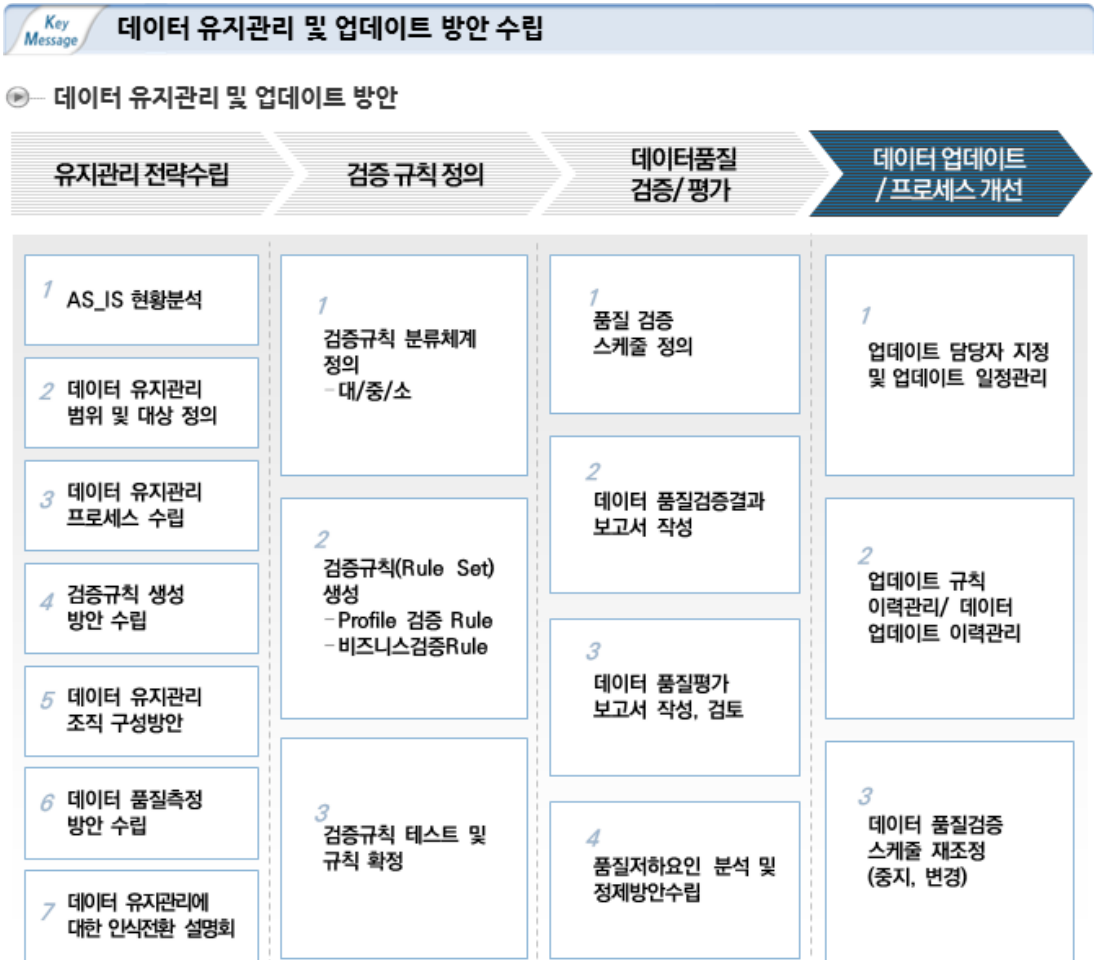 Key
Message
데이터 유지관리 및 업데이트 방안 수립
데이터 유지관리 및 업데이트 방안
유지관리 전략수립
검증 규칙 정의
데이터품질
검증/ 평가
데이터 업데이트
/ 프로세스 개선
1
AS_IS 현황분석
2
데이터 유지관리
범위 및 대상 정의
3
데이터 유지관리
프로세스 수립
4
검증규칙 생성
방안 수립
5
데이터 유지관리
조직 구성방안
6
데이터 품질측정
방안 수립
7
데이터 유지관리에
대한 인식전환 설명회
1
검증규칙 분류체계
정의
-대/중/소
2
검증규칙(Rule Set)
생성
-Profile 검증 Rule
-비즈니스검증Rule
3
검증규칙 테스트 및
규칙 확정
1
품질 검증
스케줄 정의
2
데이터 품질검증결과
보고서 작성
3
데이터 품질평가
보고서 작성, 검토
4
품질저하요인 분석 및
정제방안수립
1
업데이트 담당자 지정
및 업데이트 일정관리
2
업데이트 규칙
이력관리/ 데이터
업데이트 이력관리
3
데이터 품질검증
스케줄 재조정
(중지, 변경)